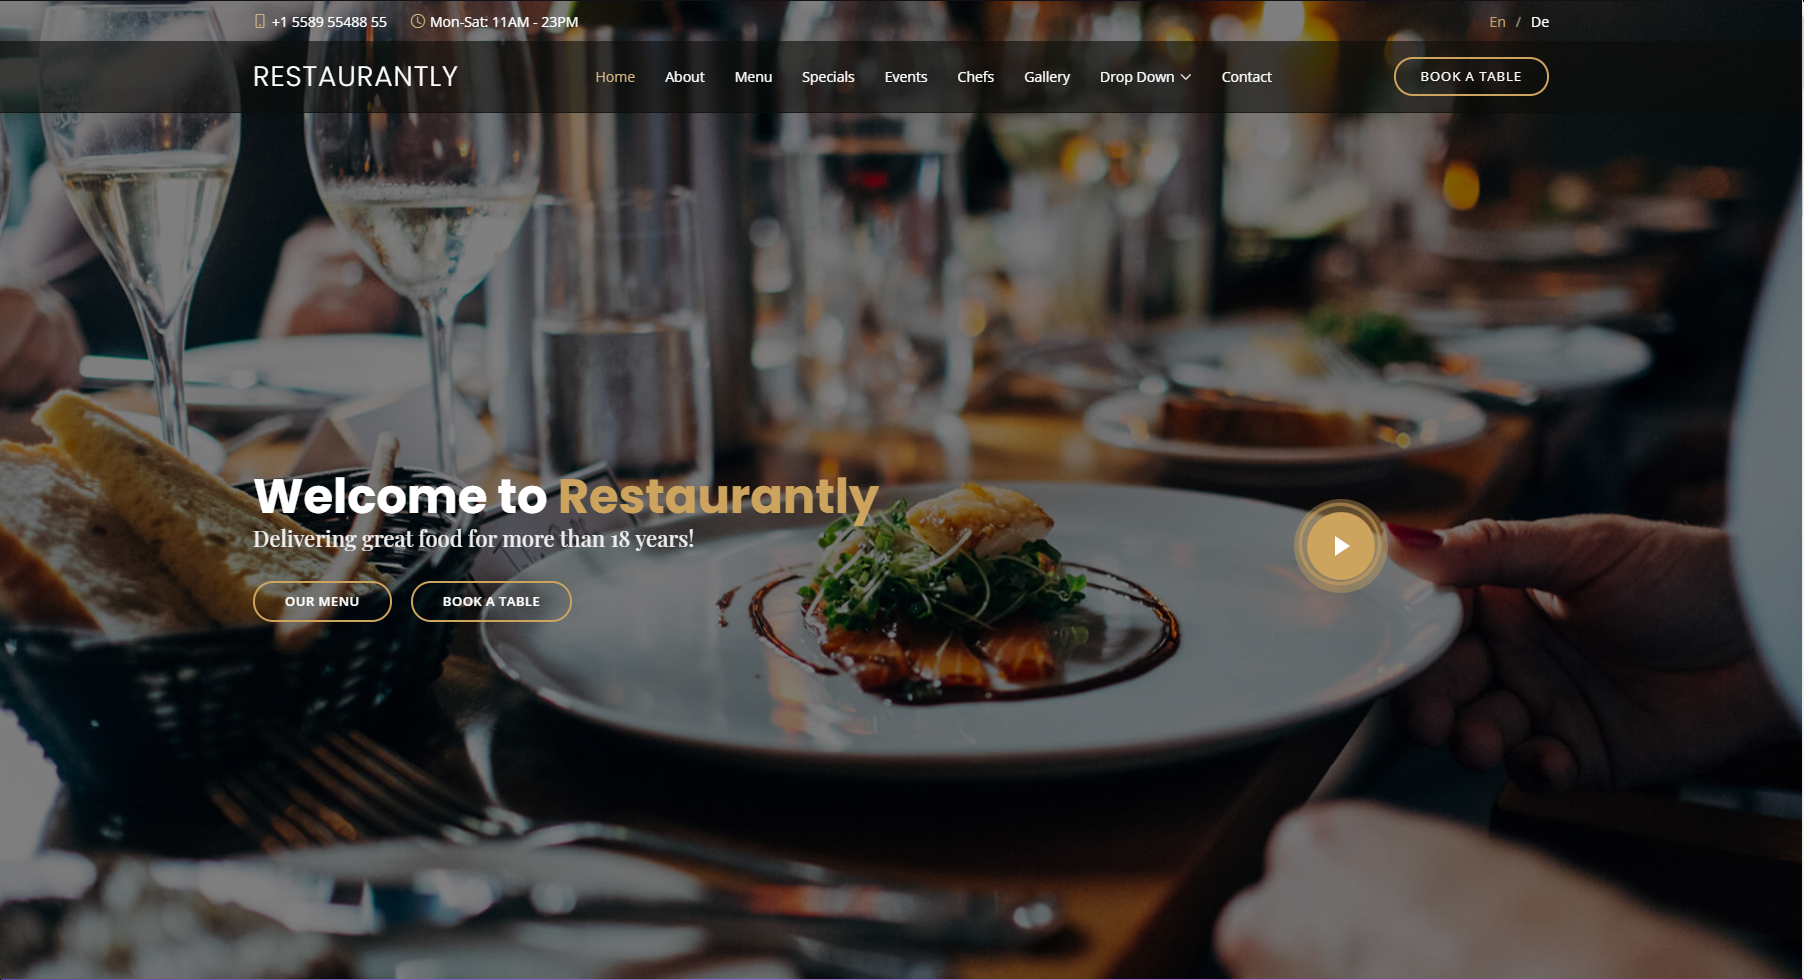 +1 5589 55488 55 Mon-Sat: 11AM - 23PM En / De
RESTAURANTLY Home About Menu Specials Events Chefs Gallery Drop Down Contact BOOK A TABLE
Welcome to Restaurantly
Delivering great food for more than 18 years!
OUR MENU BOOK A TABLE